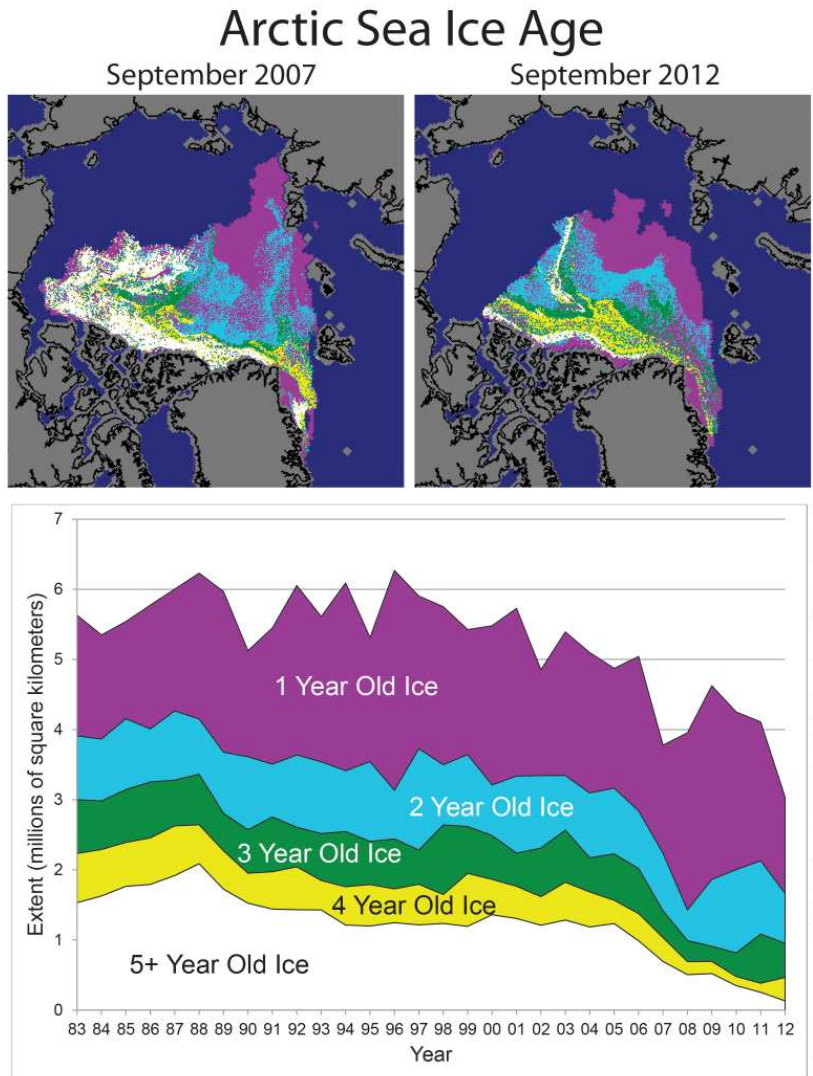 Arctic Sea Ice Age
September 2007 September 2012
7
6
5
4
3
2
1
0
Extent (millions of square kilometers)
1 Year Old Ice
2 Year Old Ice
3 Year Old Ice
4 Year Old Ice
5+ Year Old Ice
83 84 85 86 87 88 89 90 91 92 93 94 95 96 97 98 99 00 01 02 03 04 05 06 07 08 09 10 11 12
Year